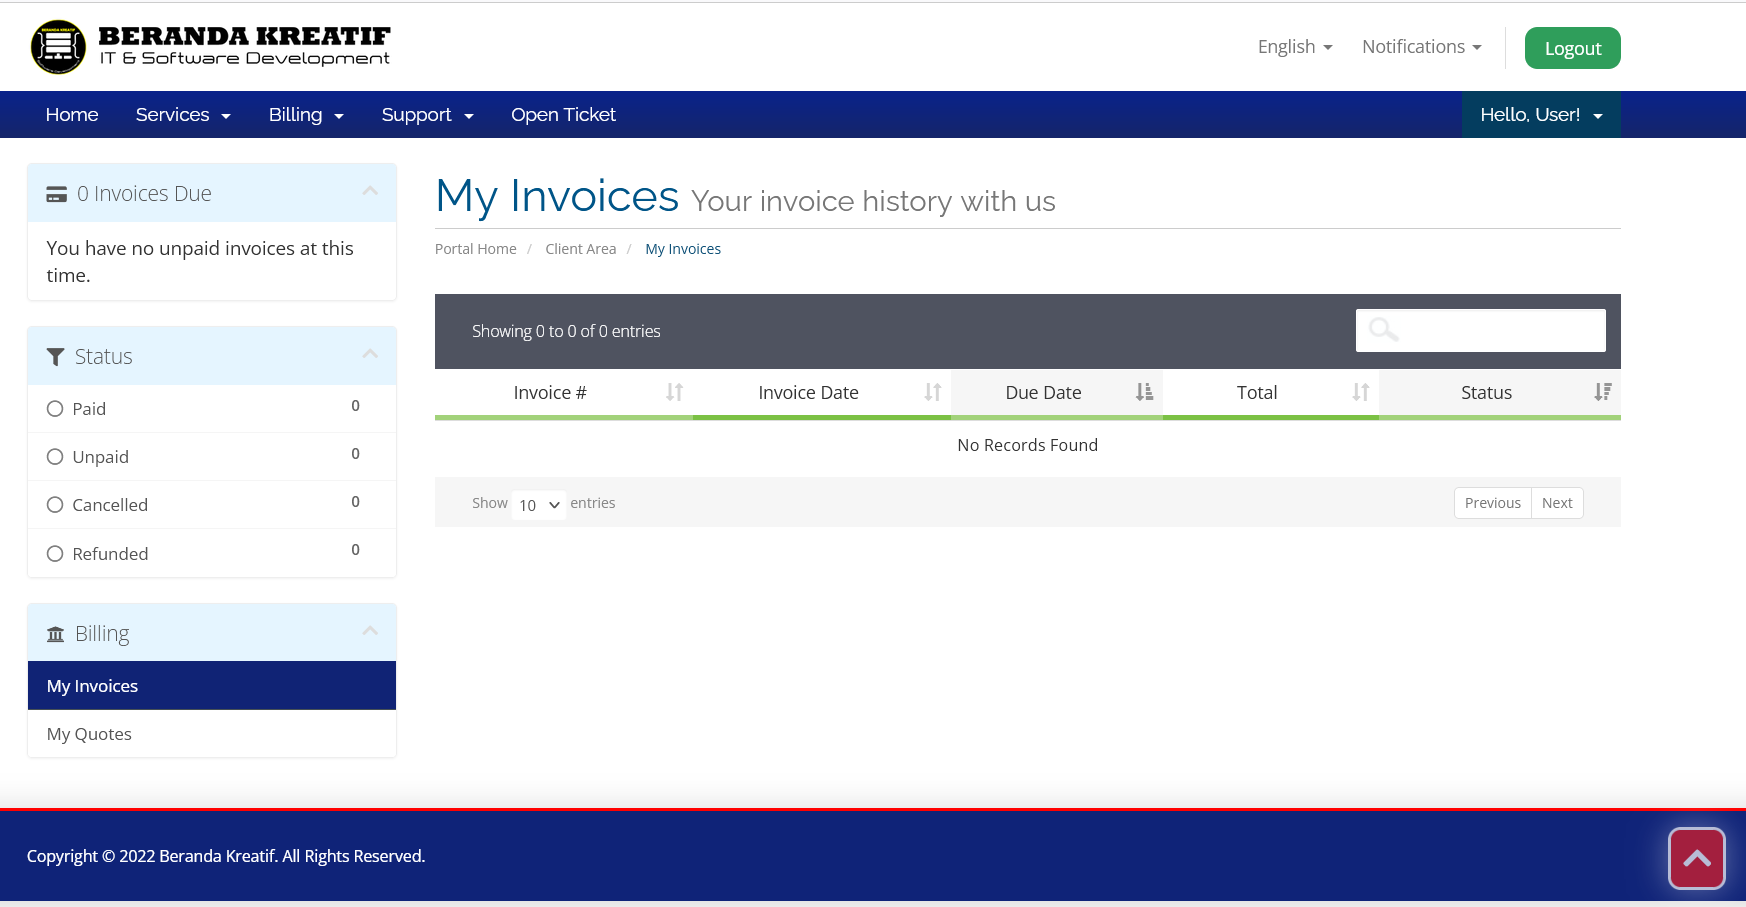 BERANDA KREATIF
BERANDA KREATIF
IT & Software Development
English
Notifications
Logout
Home
Services
Billing
Support
Open Ticket
Hello, User!
0 Invoices Due
You have no unpaid invoices at this
time.
Status
Paid 0
Unpaid 0
Cancelled 0
Refunded 0
Billing
My Invoices
My Quotes
My Invoices Your invoice history with us
Portal Home / Client Area / My Invoices
Showing 0 to 0 of 0 entries
Invoice # Invoice Date Due Date Total Status
No Records Found
Show 10 entries
Previous Next
Copyright © 2022 Beranda Kreatif. All Rights Reserved.